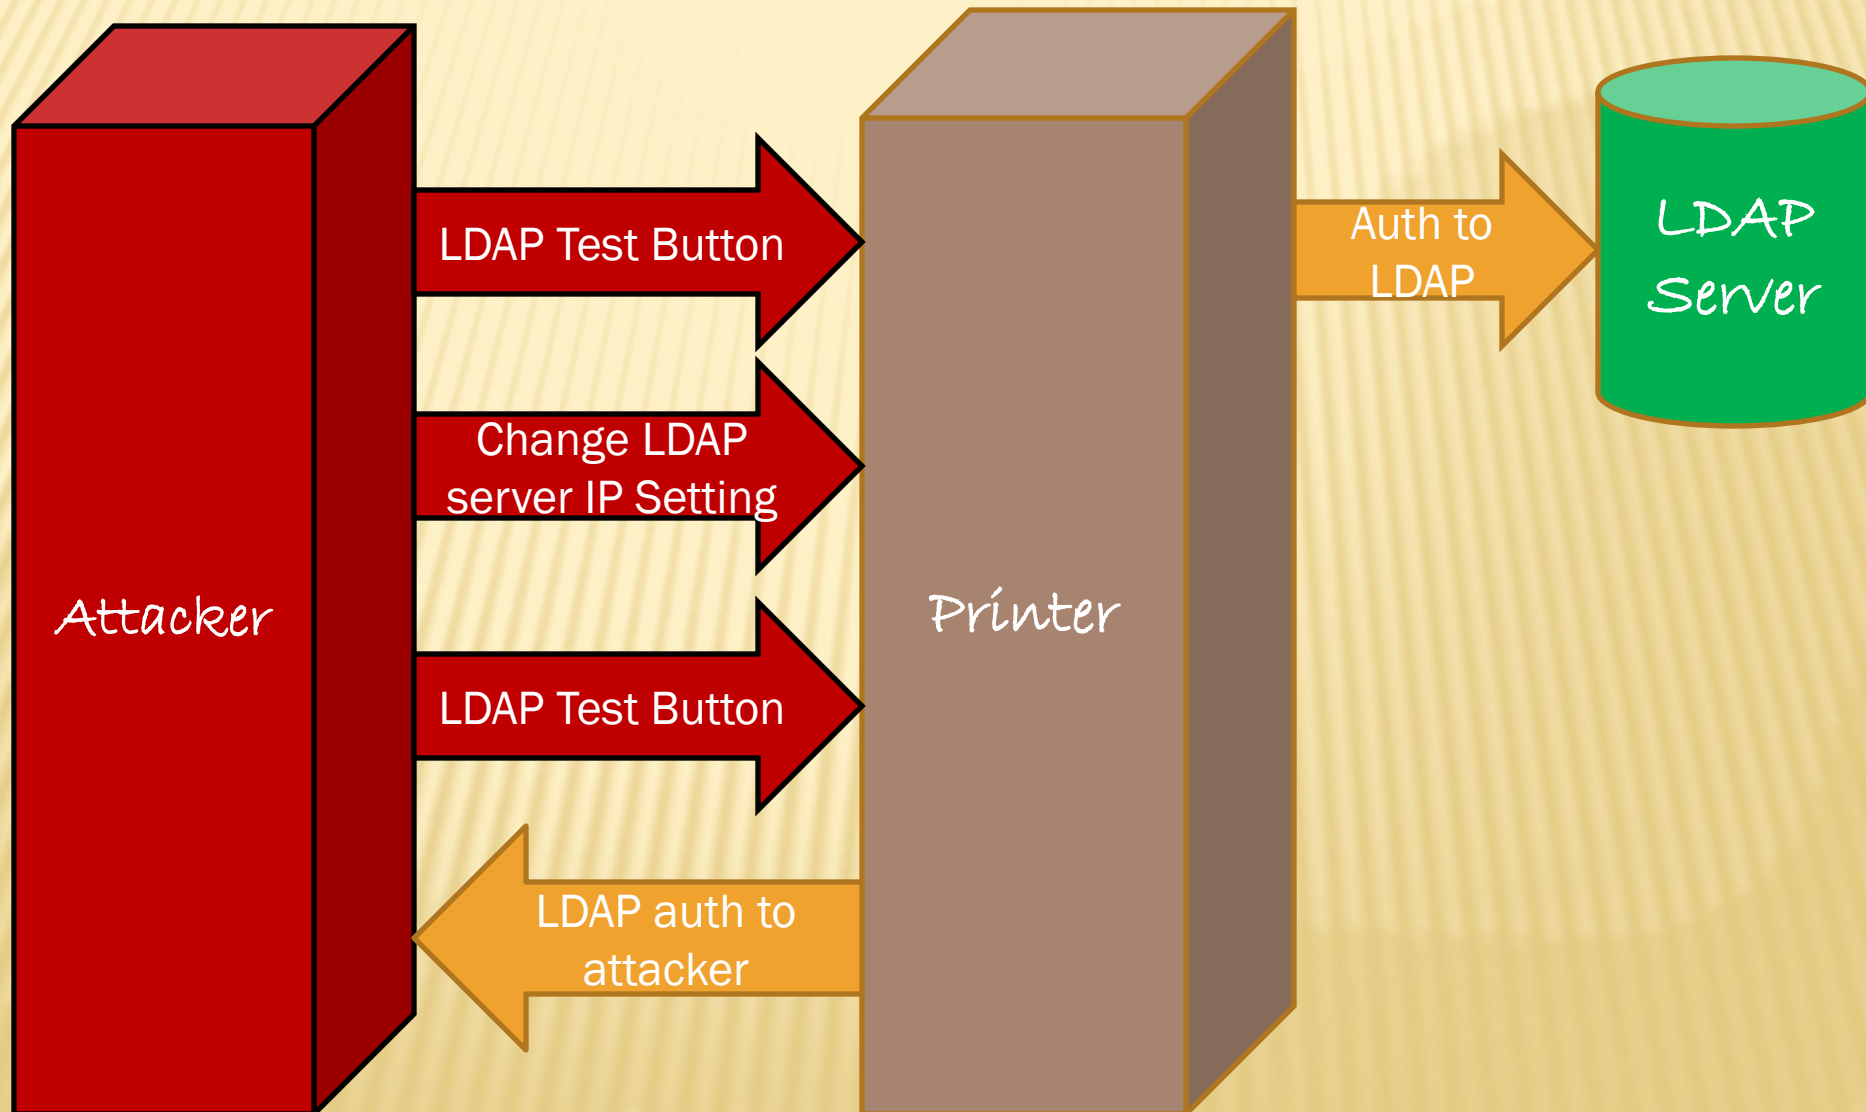 LDAP Test Button
Auth to
LDAP
LDAP
Server
Change LDAP
server IP Setting
Attacker
Printer
LDAP Test Button
LDAP auth to
attacker